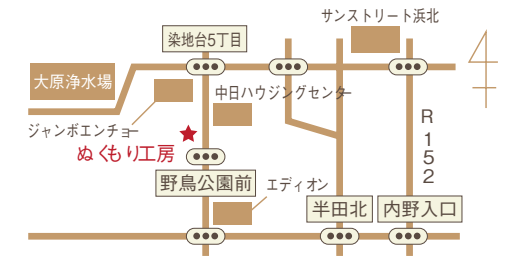 サンストリート浜北
染地台5丁目
大原浄水場
中日ハウジングセンター
ジャンボエンチョー
R152
ぬくもり工房
野鳥公園前
エディオン
半田北
内野入口